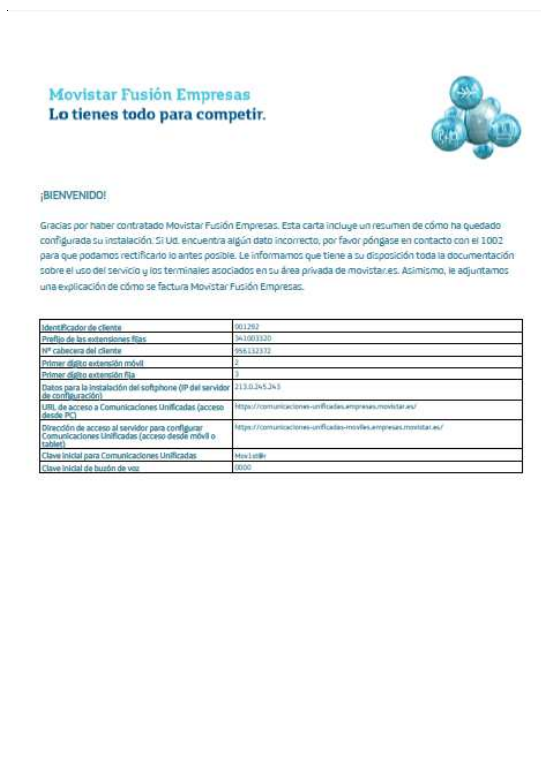 Movistar Fusión Empresas
Lo tienes todo para competir.
¡BIENVENIDO!
Gracias por haber contratado Movistar Fusión Empresas. Esta carta incluye un resumen de cómo ha quedado
configurada su instalación. Si Ud. encuentra algún dato incorrecto, por favor póngase en contacto con el 1002
para que podamos rectificarlo lo antes posible. Le informamos que tiene a su disposición toda la documentación
sobre el uso del servicio y los terminales asociados en su área privada de movistar.es. Asimismo, le adjuntamos
una explicación de cómo se factura Movistar Fusión Empresas.
Identificador de cliente 001292
Prefijo de las extensiones fijas 341003320
Nº cabecera del cliente 956132372
Primer dígito extensión móvil 2
Primer dígito extensión fija 3
Datos para la instalación del softphone (IP del servidor 213.0.245.243
de configuración)
URL de acceso a Comunicaciones Unificadas (acceso https://comunicaciones-unificadas.empresas.movistar.es/
desde PC)
Dirección de acceso al servidor para configurar https://comunicaciones-unificadas-moviles.empresas.movistar.es/
Comunicaciones Unificadas (acceso desde móvil o
tablet)
Clave inicial para Comunicaciones Unificadas
Clave inicial de buzón de voz 0000